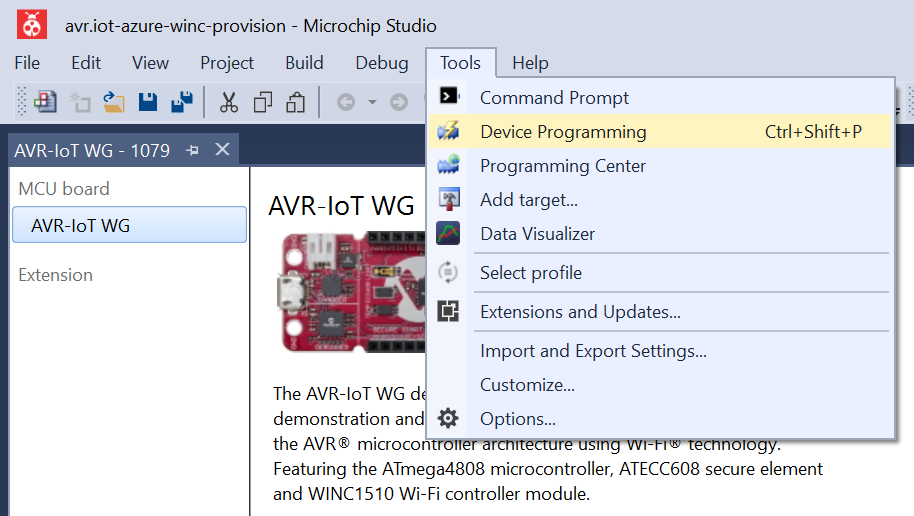 avr.iot-azure-winc-provision - Microchip Studio
File Edit View Project Build Debug Tools Help
Command Prompt
Device Programming Ctrl+Shift+P
Programming Center
Add target...
Data Visualizer
Select profile
Extensions and Updates...
Import and Export Settings...
Customize...
Options...
AVR-IoT WG - 1079
MCU board
AVR-IoT WG
Extension
AVR-IoT WG
The AVR-IoT WG de
demonstration and
the AVR® microcontroller architecture using Wi-Fi® technology.
Featuring the ATmega4808 microcontroller, ATECC608 secure element
and WINC1510 Wi-Fi controller module.